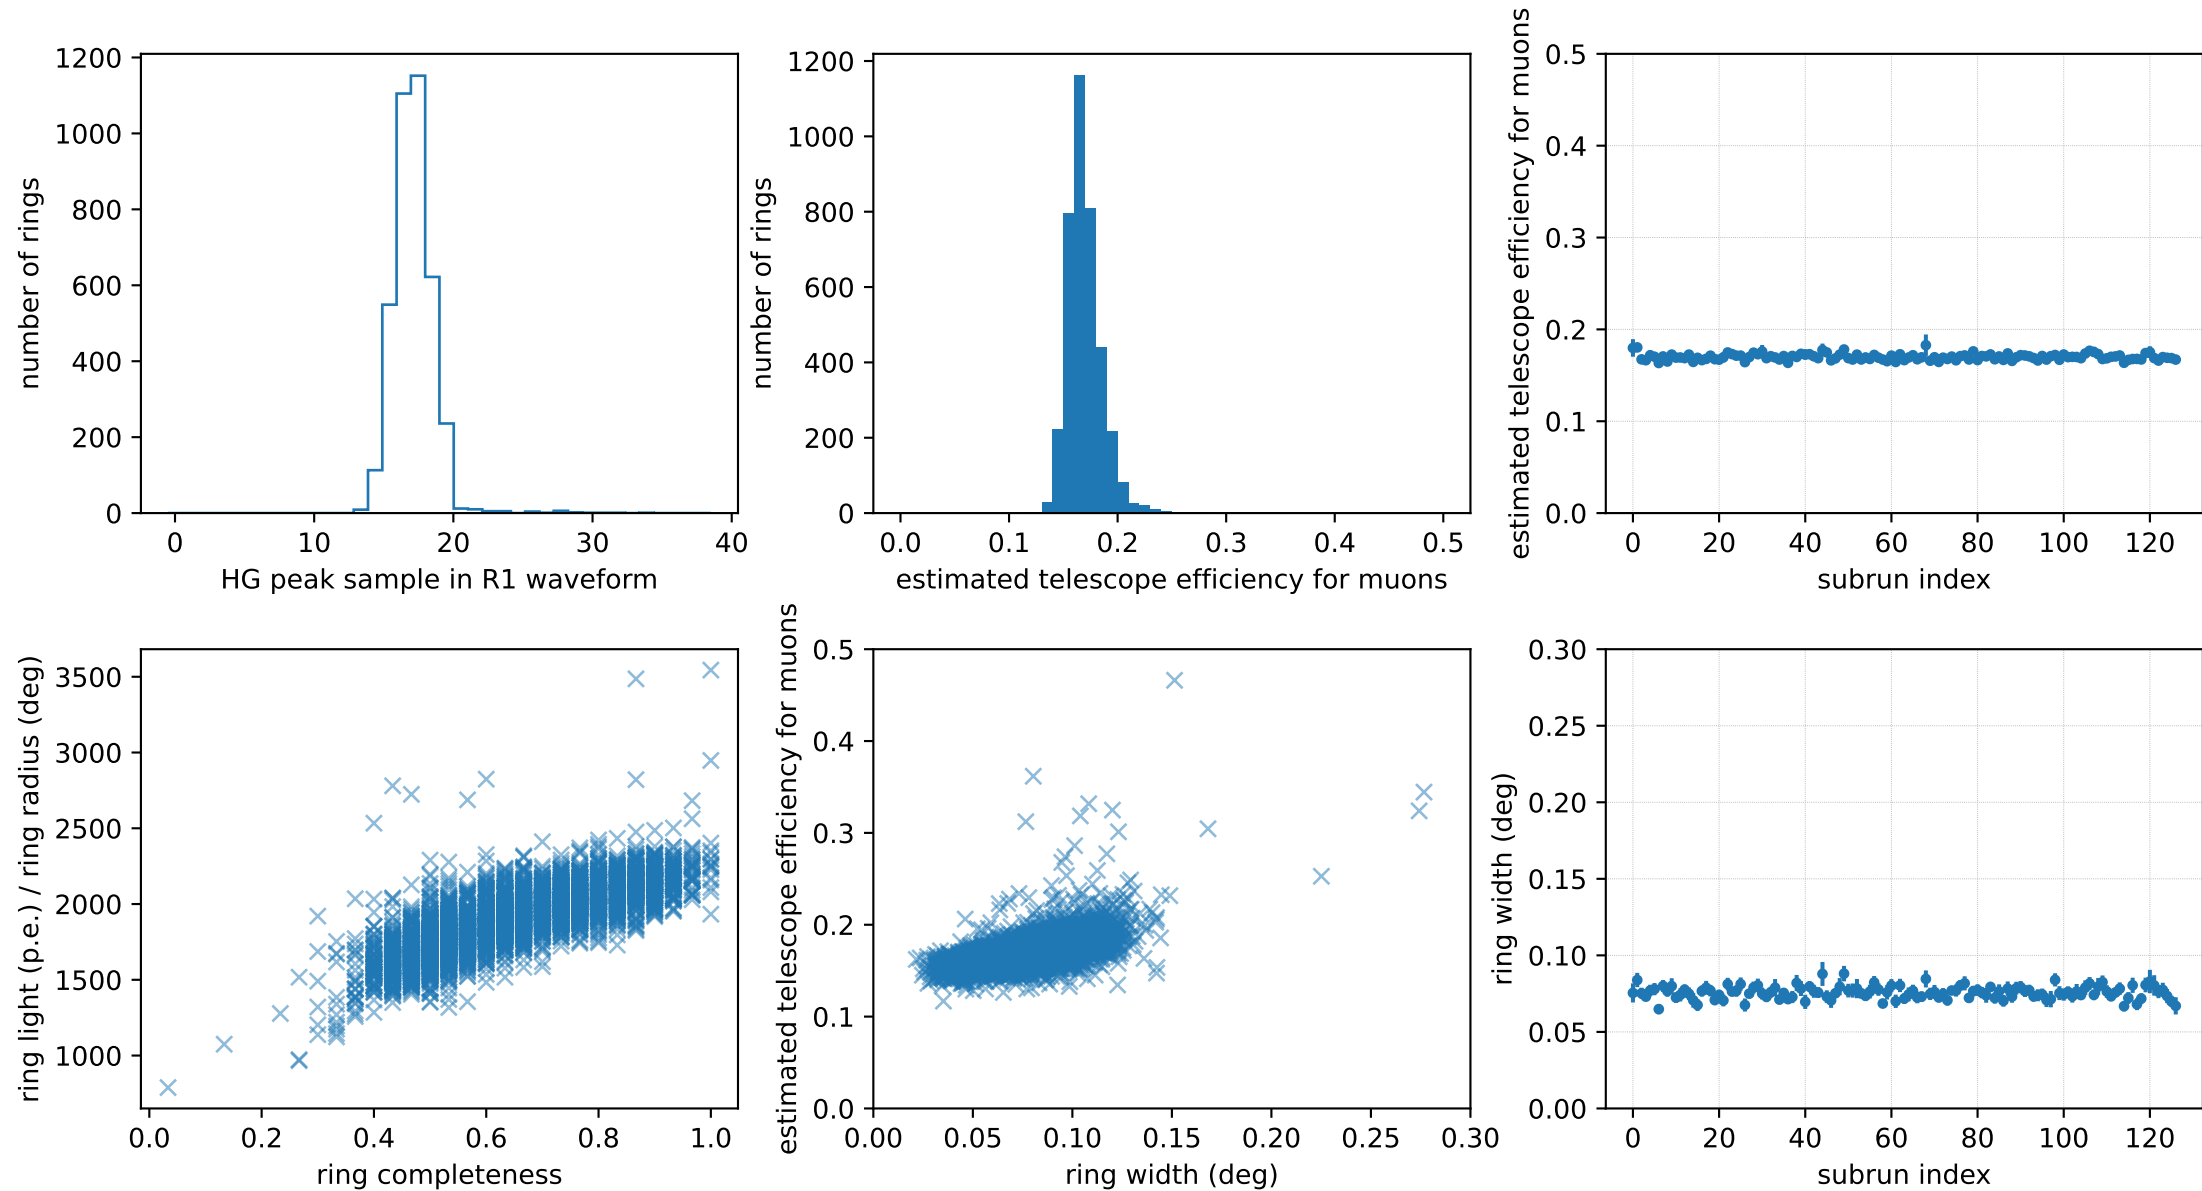 number of rings
1200
1000
800
600
400
200
0
0 10 20 30 40
HG peak sample in R1 waveform
number of rings
1200
1000
800
600
400
200
0
0.0 0.1 0.2 0.3 0.4 0.5
estimated telescope efficiency for muons
estimated telescope efficiency for muons
0.5
0.4
0.3
0.2
0.1
0.0
0 20 40 60 80 100 120
subrun index
ring light (p.e.) / ring radius (deg)
3500
3000
2500
2000
1500
1000
0.0 0.2 0.4 0.6 0.8 1.0
ring completeness
estimated telescope efficiency for muons
0.5
0.4
0.3
0.2
0.1
0.0
0.00 0.05 0.10 0.15 0.20 0.25 0.30
ring width (deg)
ring width (deg)
0.30
0.25
0.20
0.15
0.10
0.05
0.00
0 20 40 60 80 100 120
subrun index